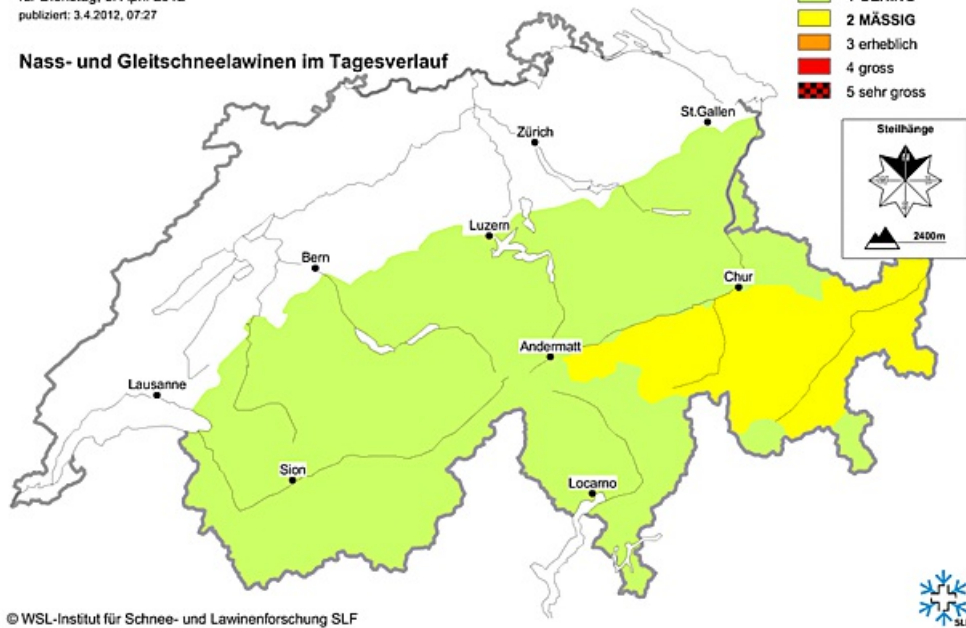 publiziert: 3.4.2012, 07:27
Nass- und Gleitschneelawinen im Tagesverlauf
2 MÄSSIG
3 erheblich
4 gross
5 sehr gross
Steilhänge
2400m
St.Gallen
Zürich
Luzern
Bern
Chur
Andermatt
Lausanne
Sion
Locarno
© WSL-Institut für Schnee- und Lawinenforschung SLF
SLF